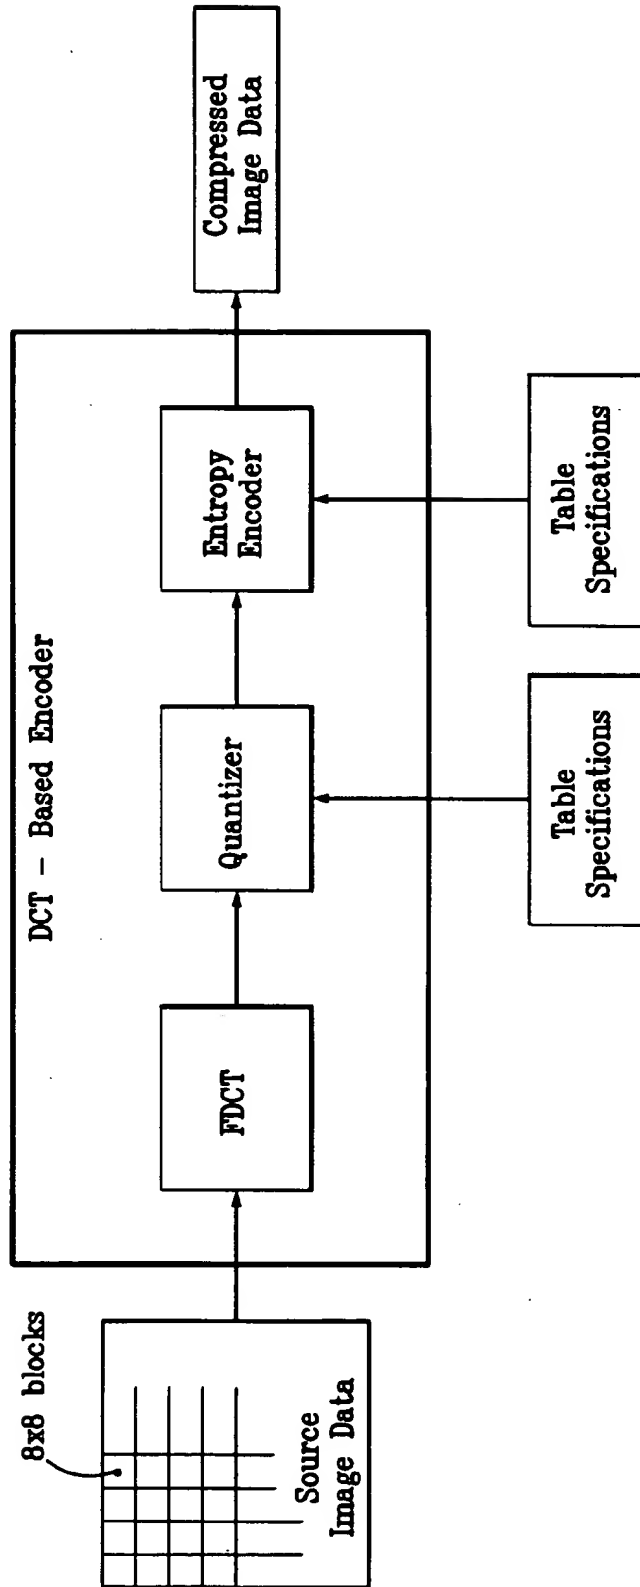 DCT – Based Encoder
8x8 blocks
Source
Image Data
FDCT
Quantizer
Entropy
Encoder
Compressed
Image Data
Table
Specifications
Table
Specifications